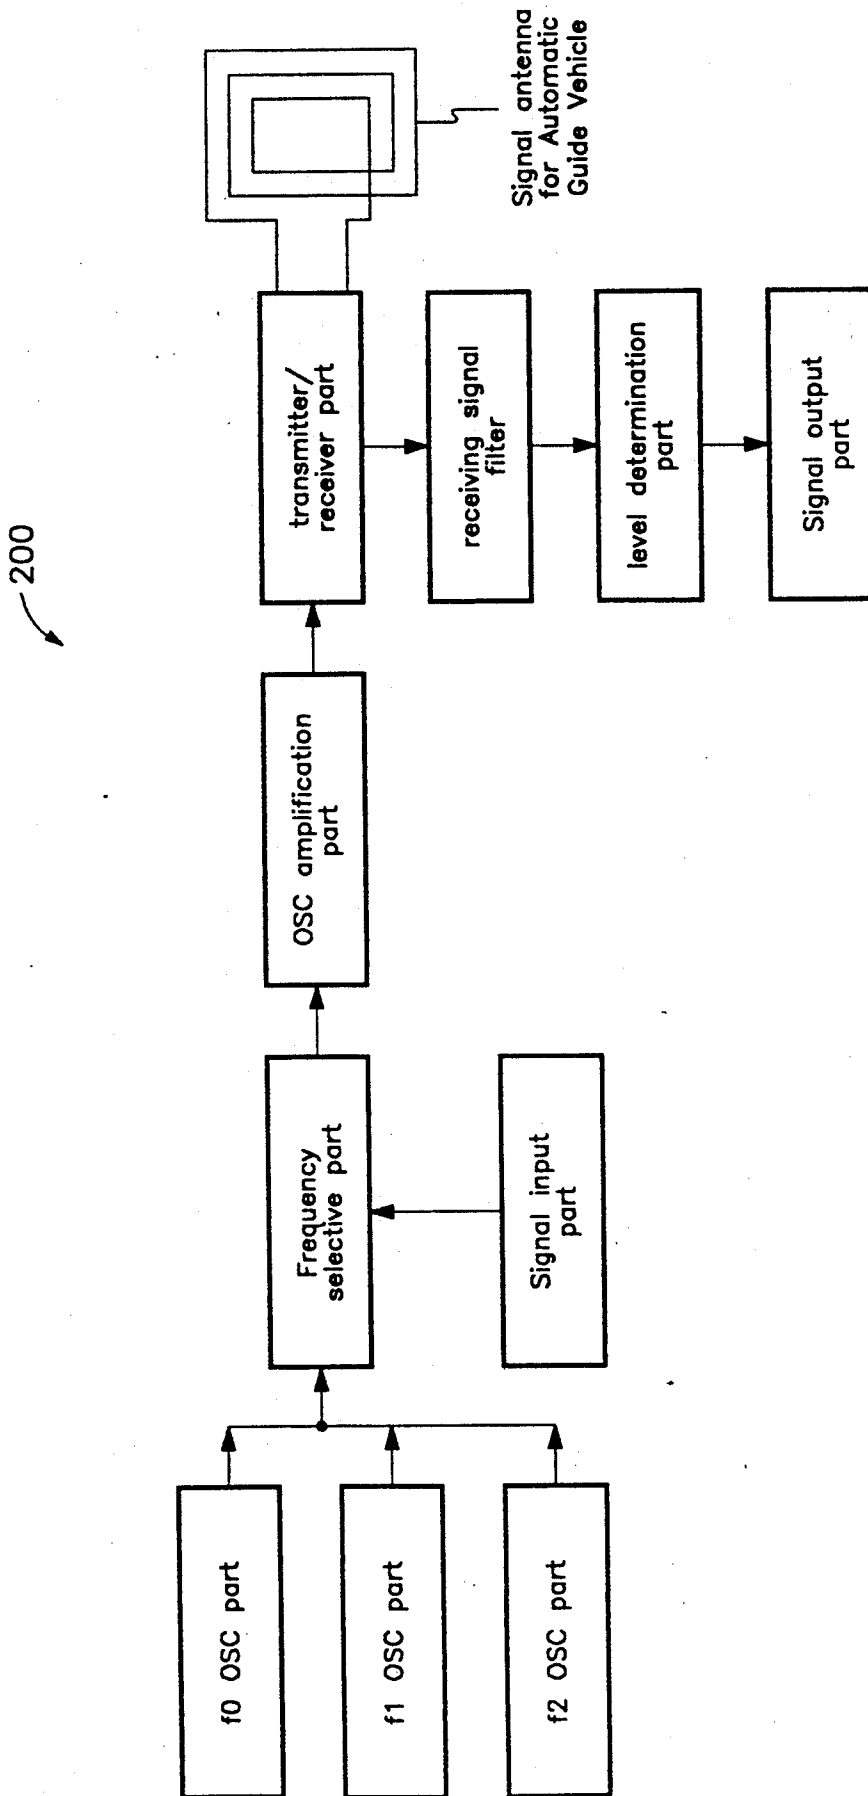 200
f0 OSC part
f1 OSC part
f2 OSC part
Frequency
selective part
Signal input
part
OSC amplification
part
transmitter/
receiver part
receiving signal
filter
level determination
part
Signal output
part
Signal antenna
for Automatic
Guide Vehicle